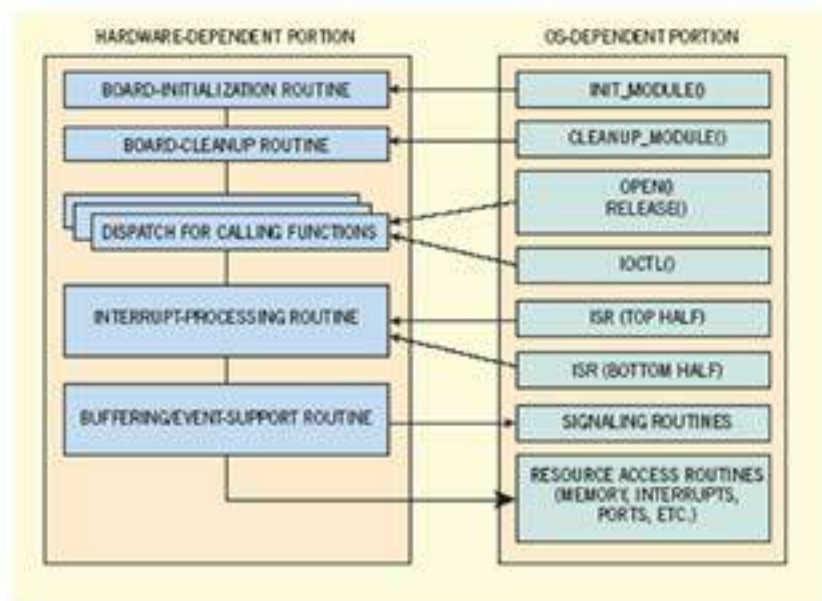 HARDWARE-DEPENDENT PORTION
BOARD-INITIALIZATION ROUTINE
BOARD-CLEANUP ROUTINE
DISPATCH FOR CALLING FUNCTIONS
INTERRUPT-PROCESSING ROUTINE
BUFFERING/EVENT-SUPPORT ROUTINE
OS-DEPENDENT PORTION
INIT_MODULE()
CLEANUP_MODULE()
OPEN()
RELEASE()
IOCTL()
ISR (TOP HALF)
ISR (BOTTOM HALF)
SIGNALING ROUTINES
RESOURCE ACCESS ROUTINES
(MEMORY, INTERRUPTS,
PORTS, ETC.)